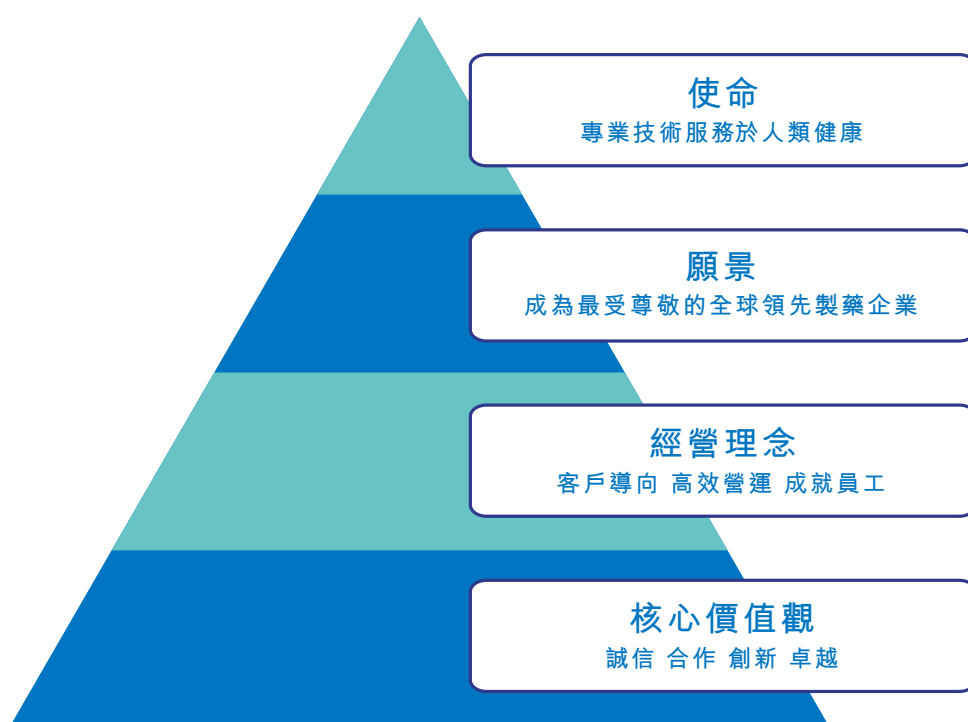 使命
專業技術服務於人類健康
願景
成為最受尊敬的全球領先製藥企業
經營理念
客戶導向 高效營運 成就員工
核心價值觀
誠信 合作 創新 卓越